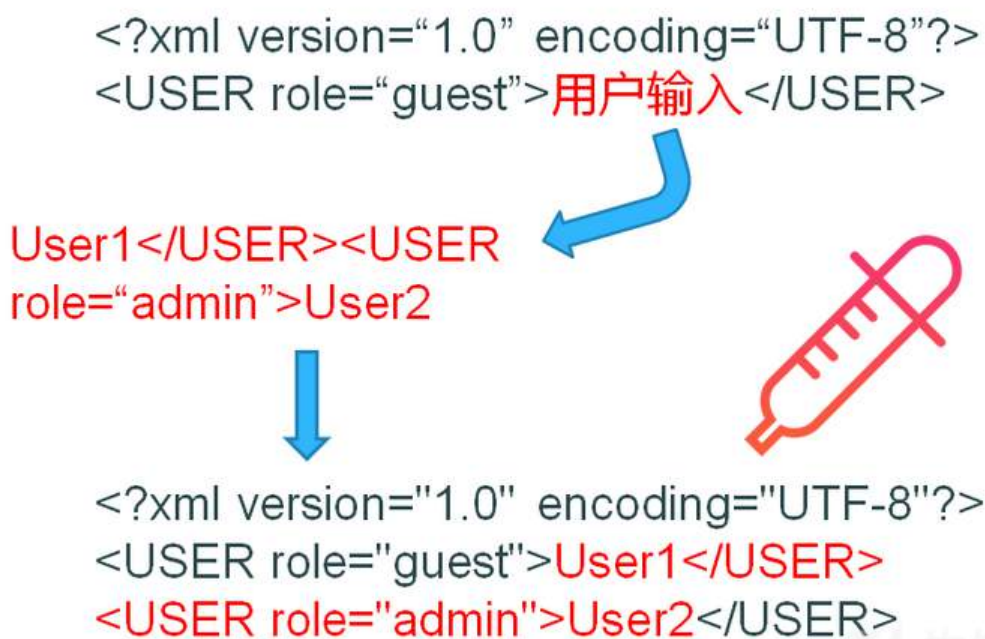 <?xml version=“1.0” encoding=“UTF-8”?>
<USER role=“guest”>用户输入</USER>
User1</USER><USER
role=“admin”>User2
<?xml version="1.0" encoding="UTF-8"?>
<USER role="guest">User1</USER>
<USER role="admin">User2</USER>